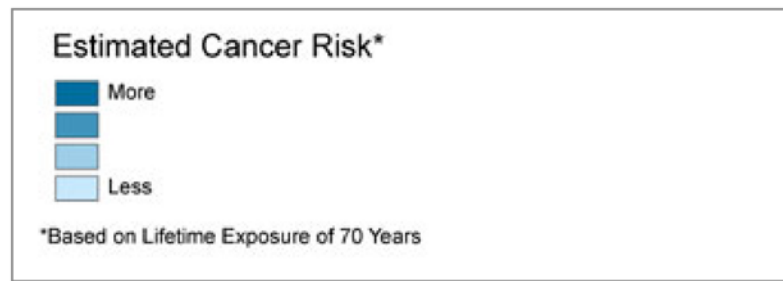 Estimated Cancer Risk*
More
Less
*Based on Lifetime Exposure of 70 Years